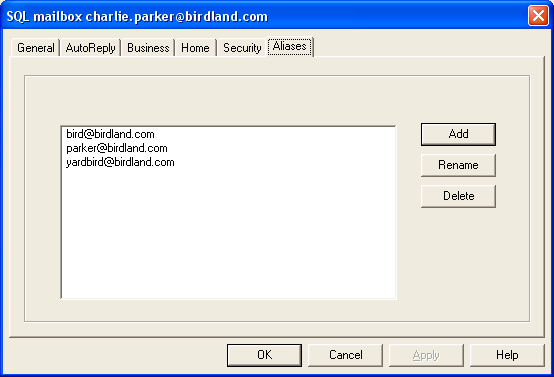 SQL mailbox charlie.parker@birdland.com
General AutoReply Business Home Security Aliases
bird@birdland.com
parker@birdland.com
yardbird@birdland.com
Add
Rename
Delete
OK Cancel Apply Help